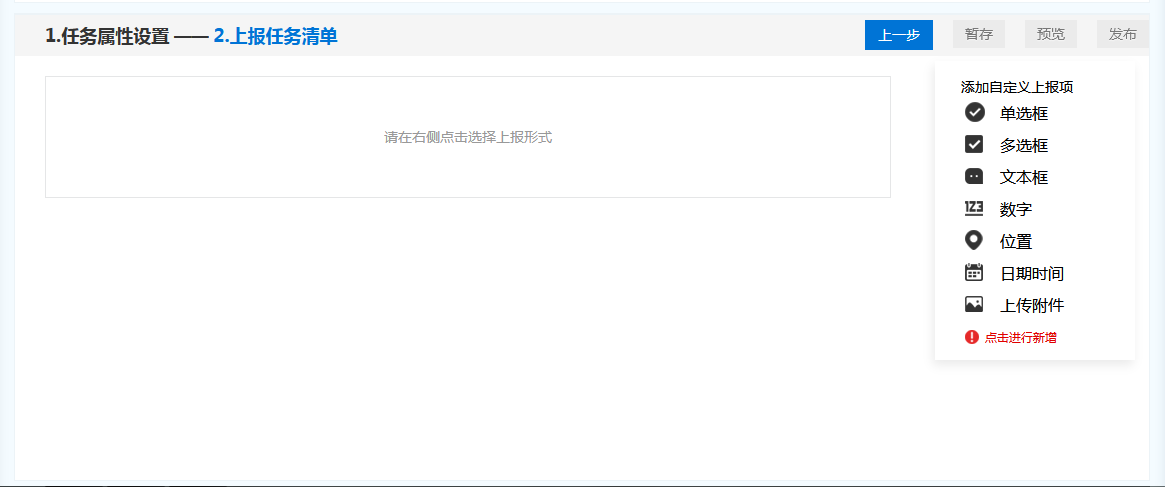 1.任务属性设置 —— 2.上报任务清单
上一步 暂存 预览 发布
请在右侧点击选择上报形式
添加自定义上报项
单选框
多选框
文本框
123 数字
位置
日期时间
上传附件
点击进行新增